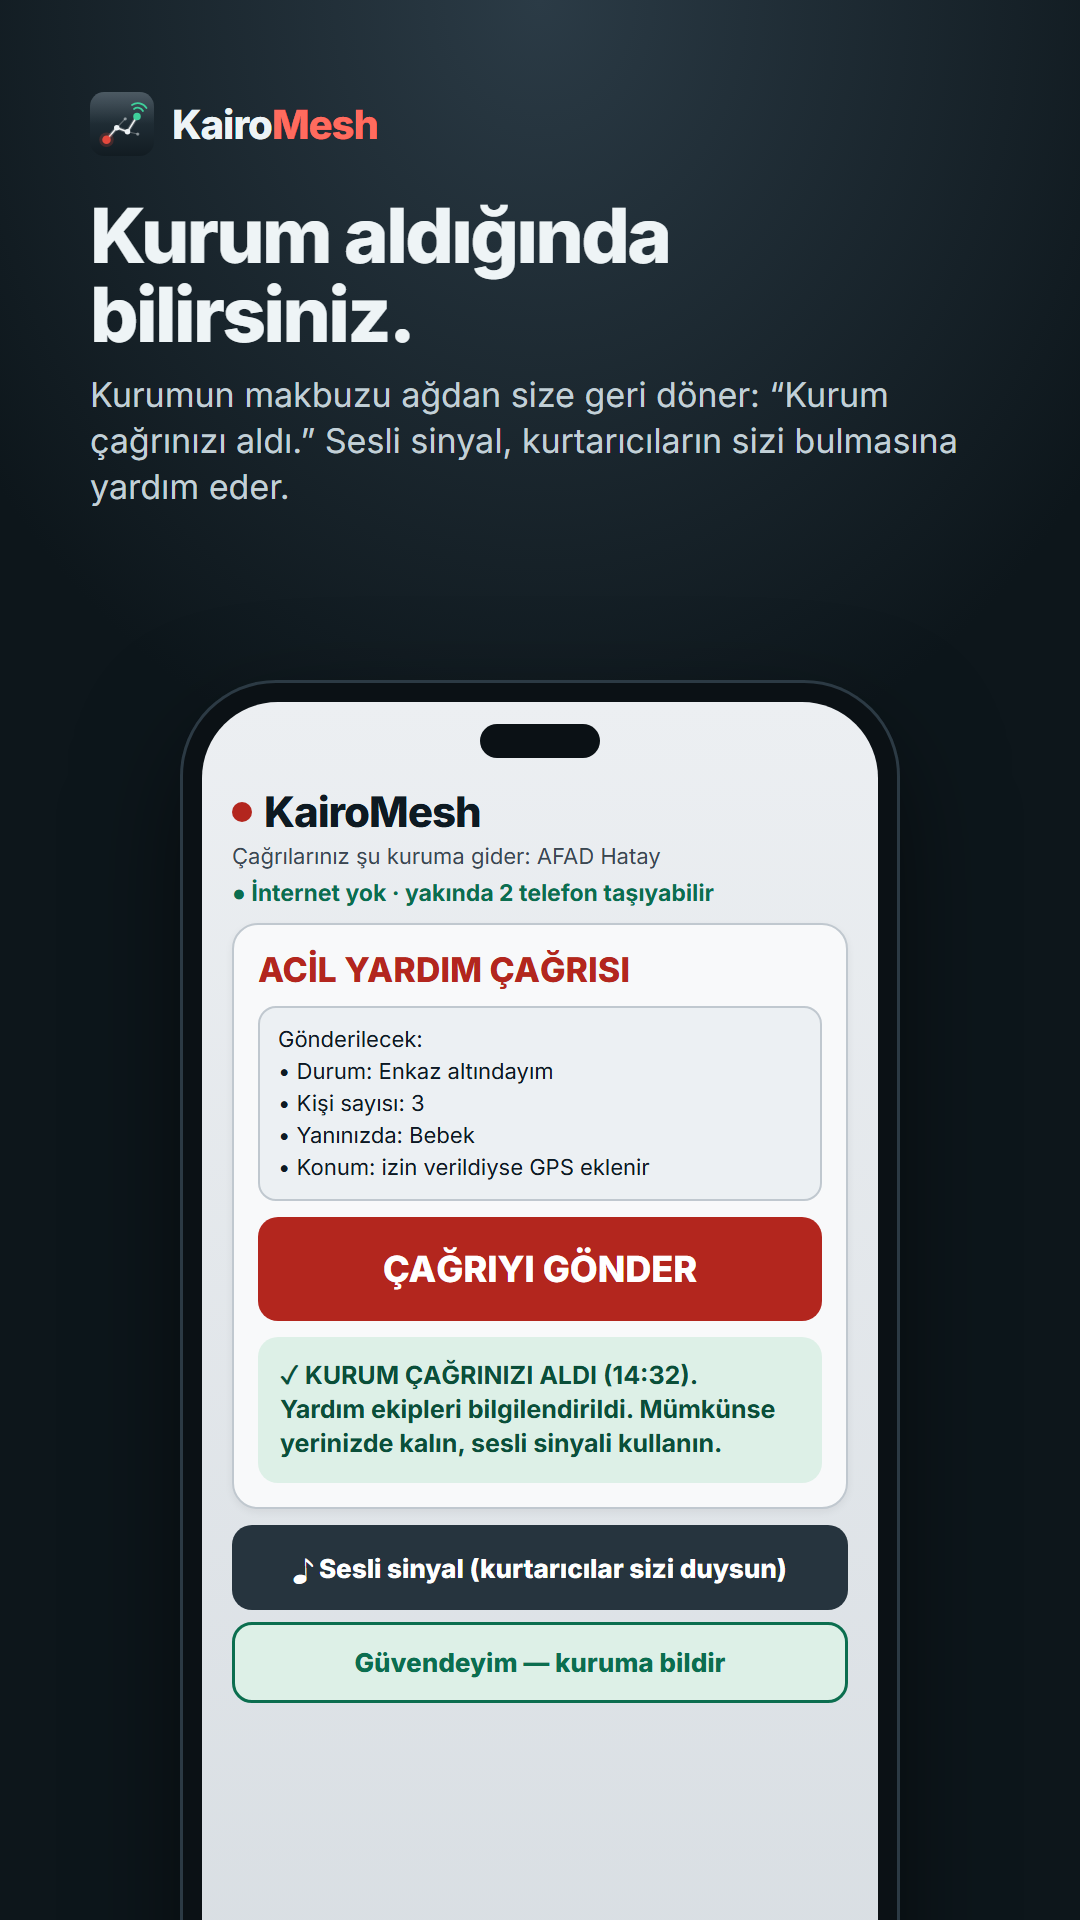 KairoMesh
Kurum aldığında
bilirsiniz.
Kurumun makbuzu ağdan size geri döner: “Kurum
çağrınızı aldı.” Sesli sinyal, kurtarıcıların sizi bulmasına
yardım eder.
● KairoMesh
Çağrılarınız şu kuruma gider: AFAD Hatay
● İnternet yok · yakında 2 telefon taşıyabilir
ACİL YARDIM ÇAĞRISI
Gönderilecek:
• Durum: Enkaz altındayım
• Kişi sayısı: 3
• Yanınızda: Bebek
• Konum: izin verildiyse GPS eklenir
ÇAĞRIYI GÖNDER
✓ KURUM ÇAĞRINIZI ALDI (14:32).
Yardım ekipleri bilgilendirildi. Mümkünse
yerinizde kalın, sesli sinyali kullanın.
♪ Sesli sinyal (kurtarıcılar sizi duysun)
Güvendeyim — kuruma bildir